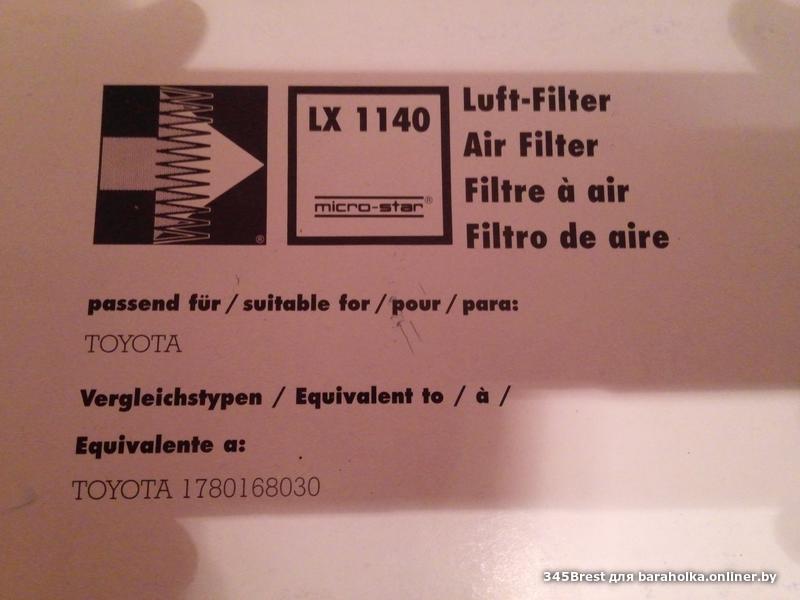 LX 1140
micro-star®
Luft-Filter
Air Filter
Filtre à air
Filtro de aire
®
passend für / suitable for / pour / para:
TOYOTA
Vergleichstypen / Equivalent to / à /
Equivalente a:
TOYOTA 1780168030
345Brest для baraholka.onliner.by